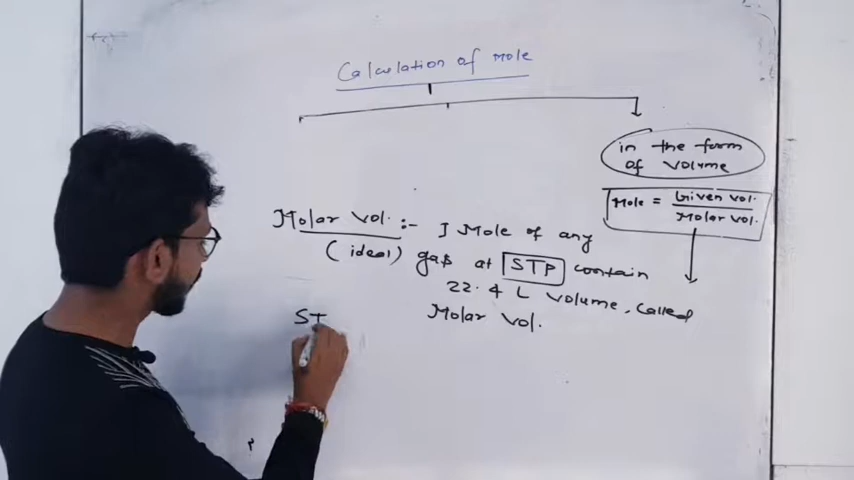 Calculation of Mole
in the form
of volume
Mole = Given vol. / Molar vol.
Molar vol. :- 1 Mole of any
(ideal) gas at STP contain
22.4 L volume, called
Molar vol.
ST